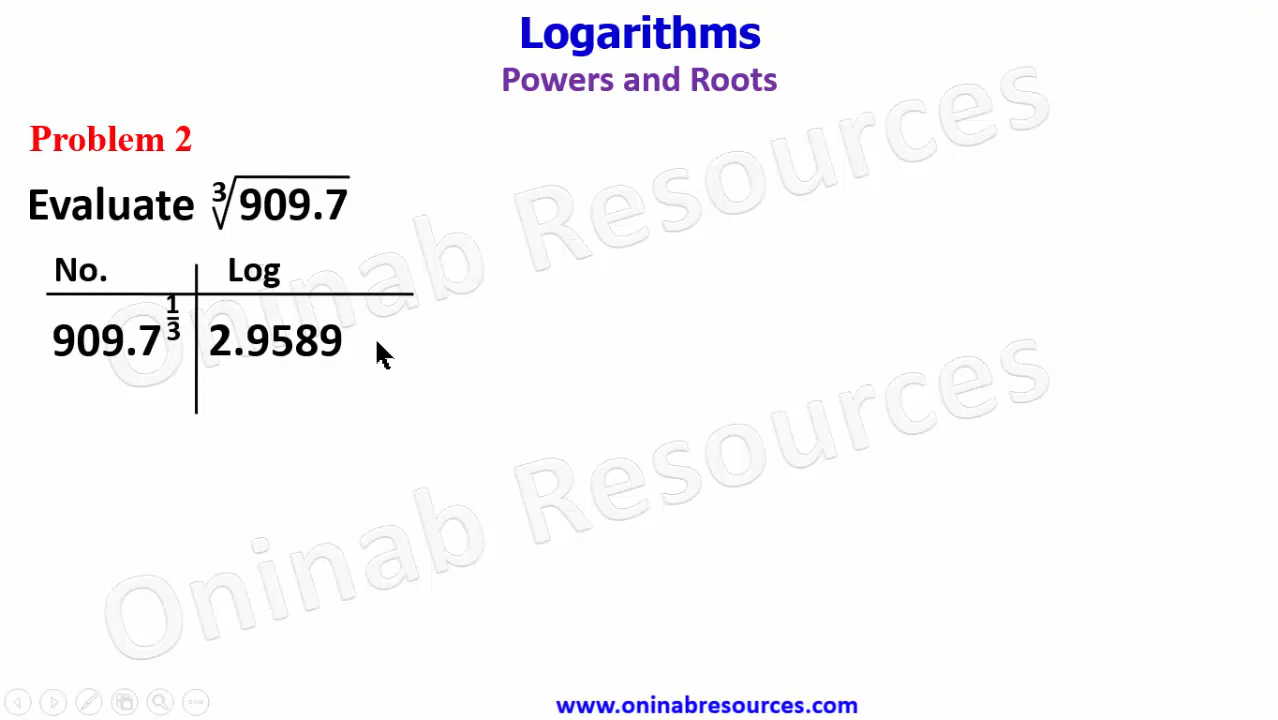 Logarithms
Powers and Roots
Problem 2
Evaluate ∛909.7
No. Log
909.7^(1/3) 2.9589
Oninab Resources
Oninab Resources
www.oninabresources.com